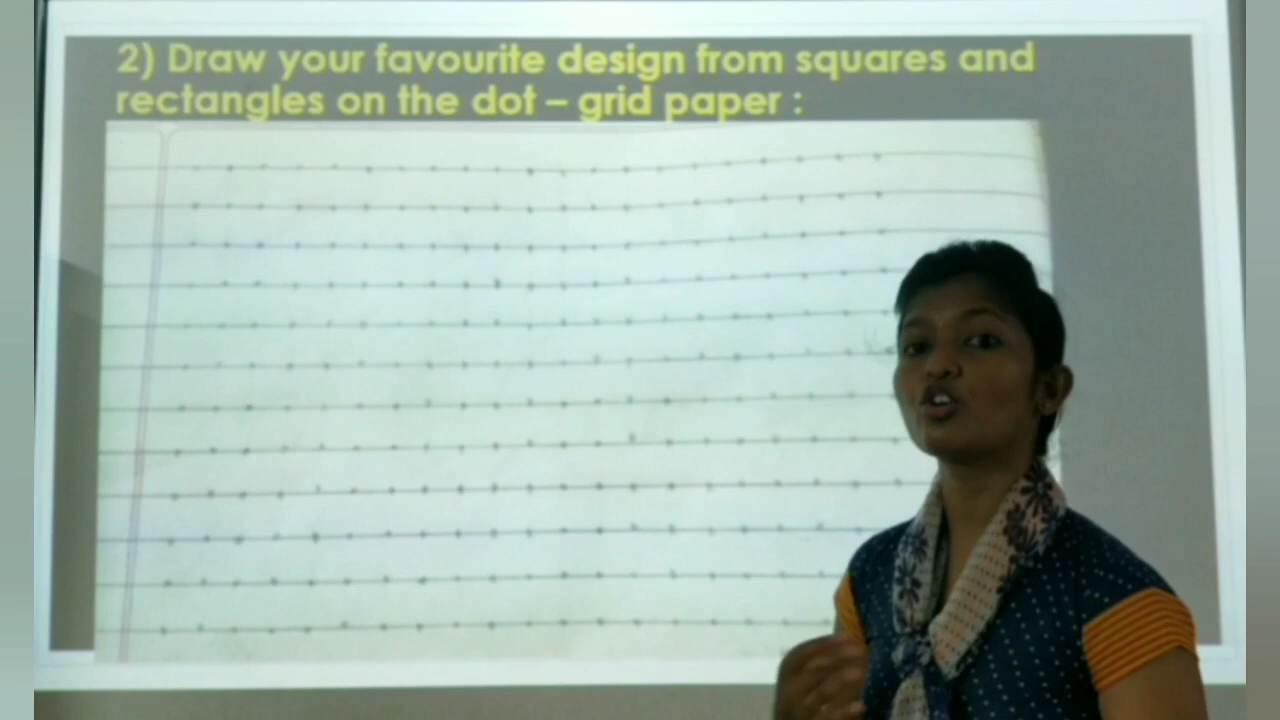 2) Draw your favourite design from squares and
rectangles on the dot – grid paper :